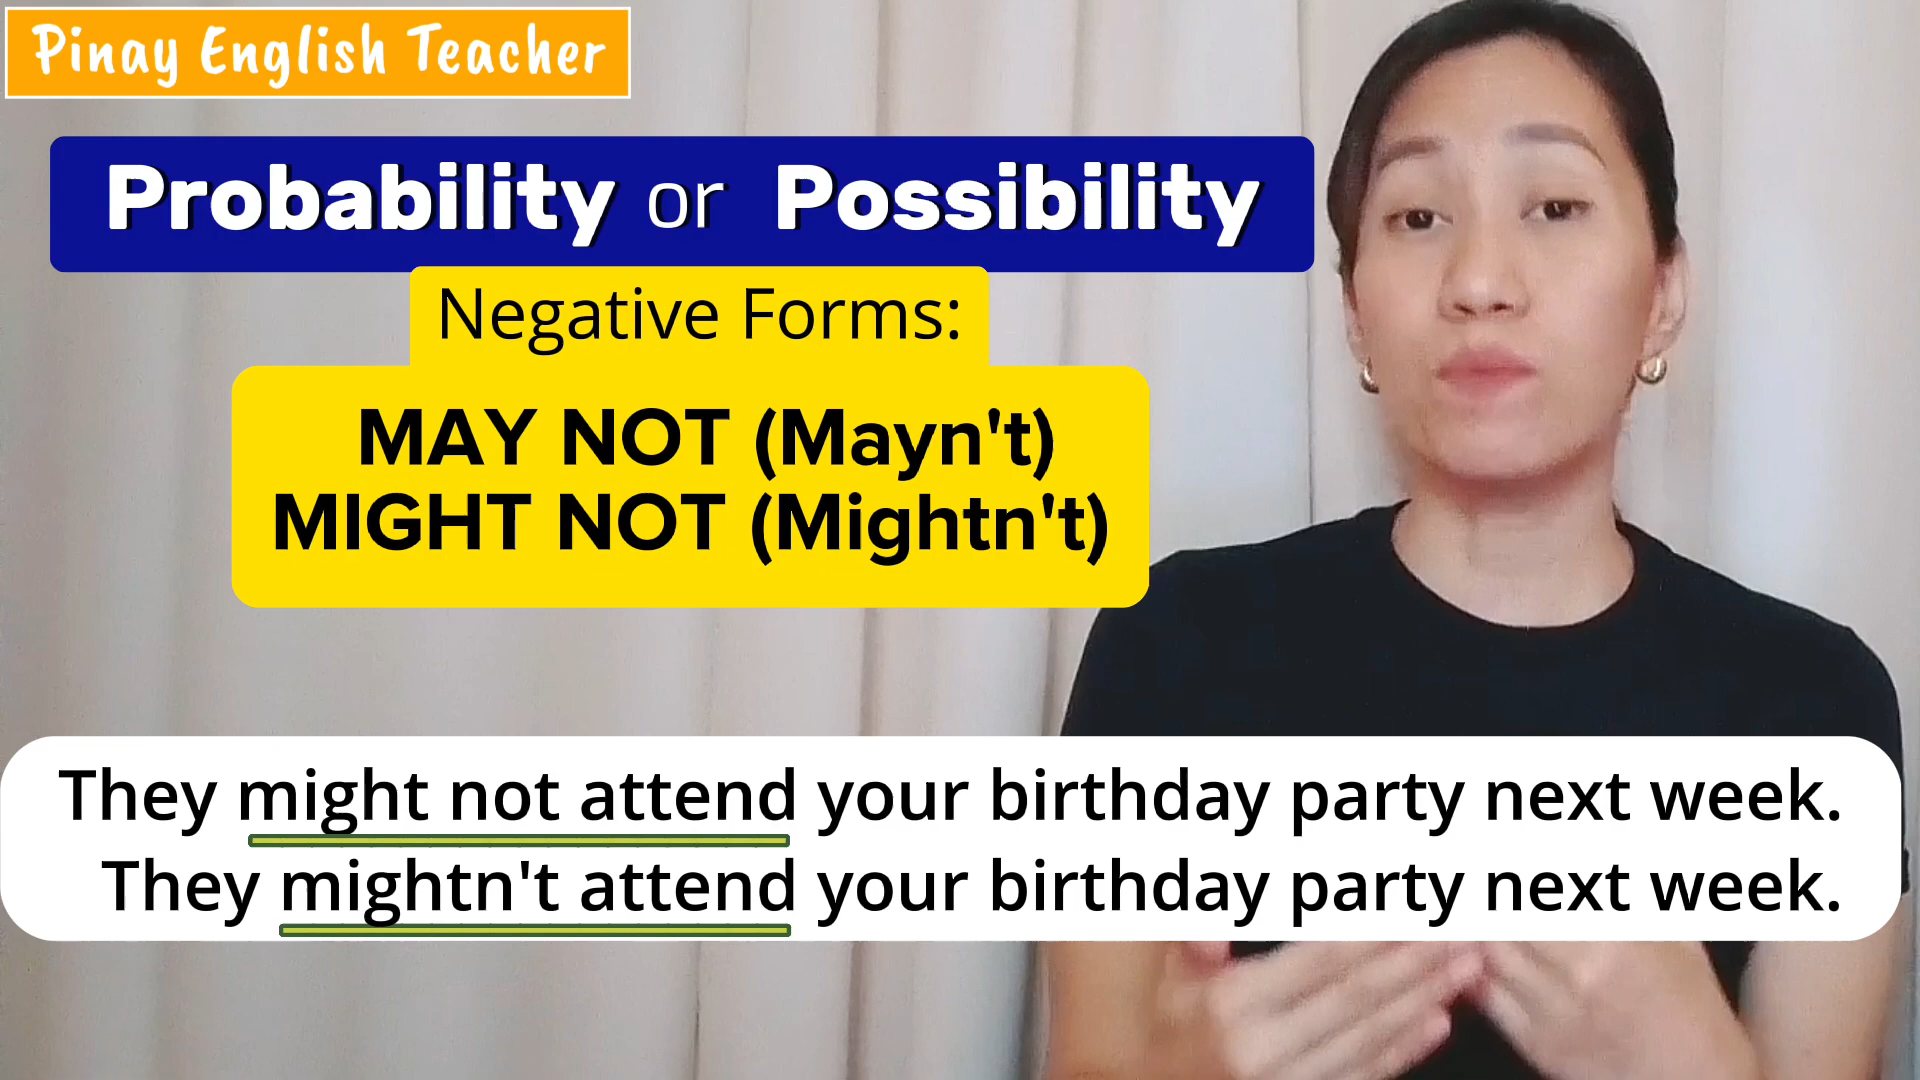 Pinay English Teacher
Probability or Possibility
Negative Forms:
MAY NOT (Mayn't)
MIGHT NOT (Mightn't)
They might not attend your birthday party next week.
They mightn't attend your birthday party next week.